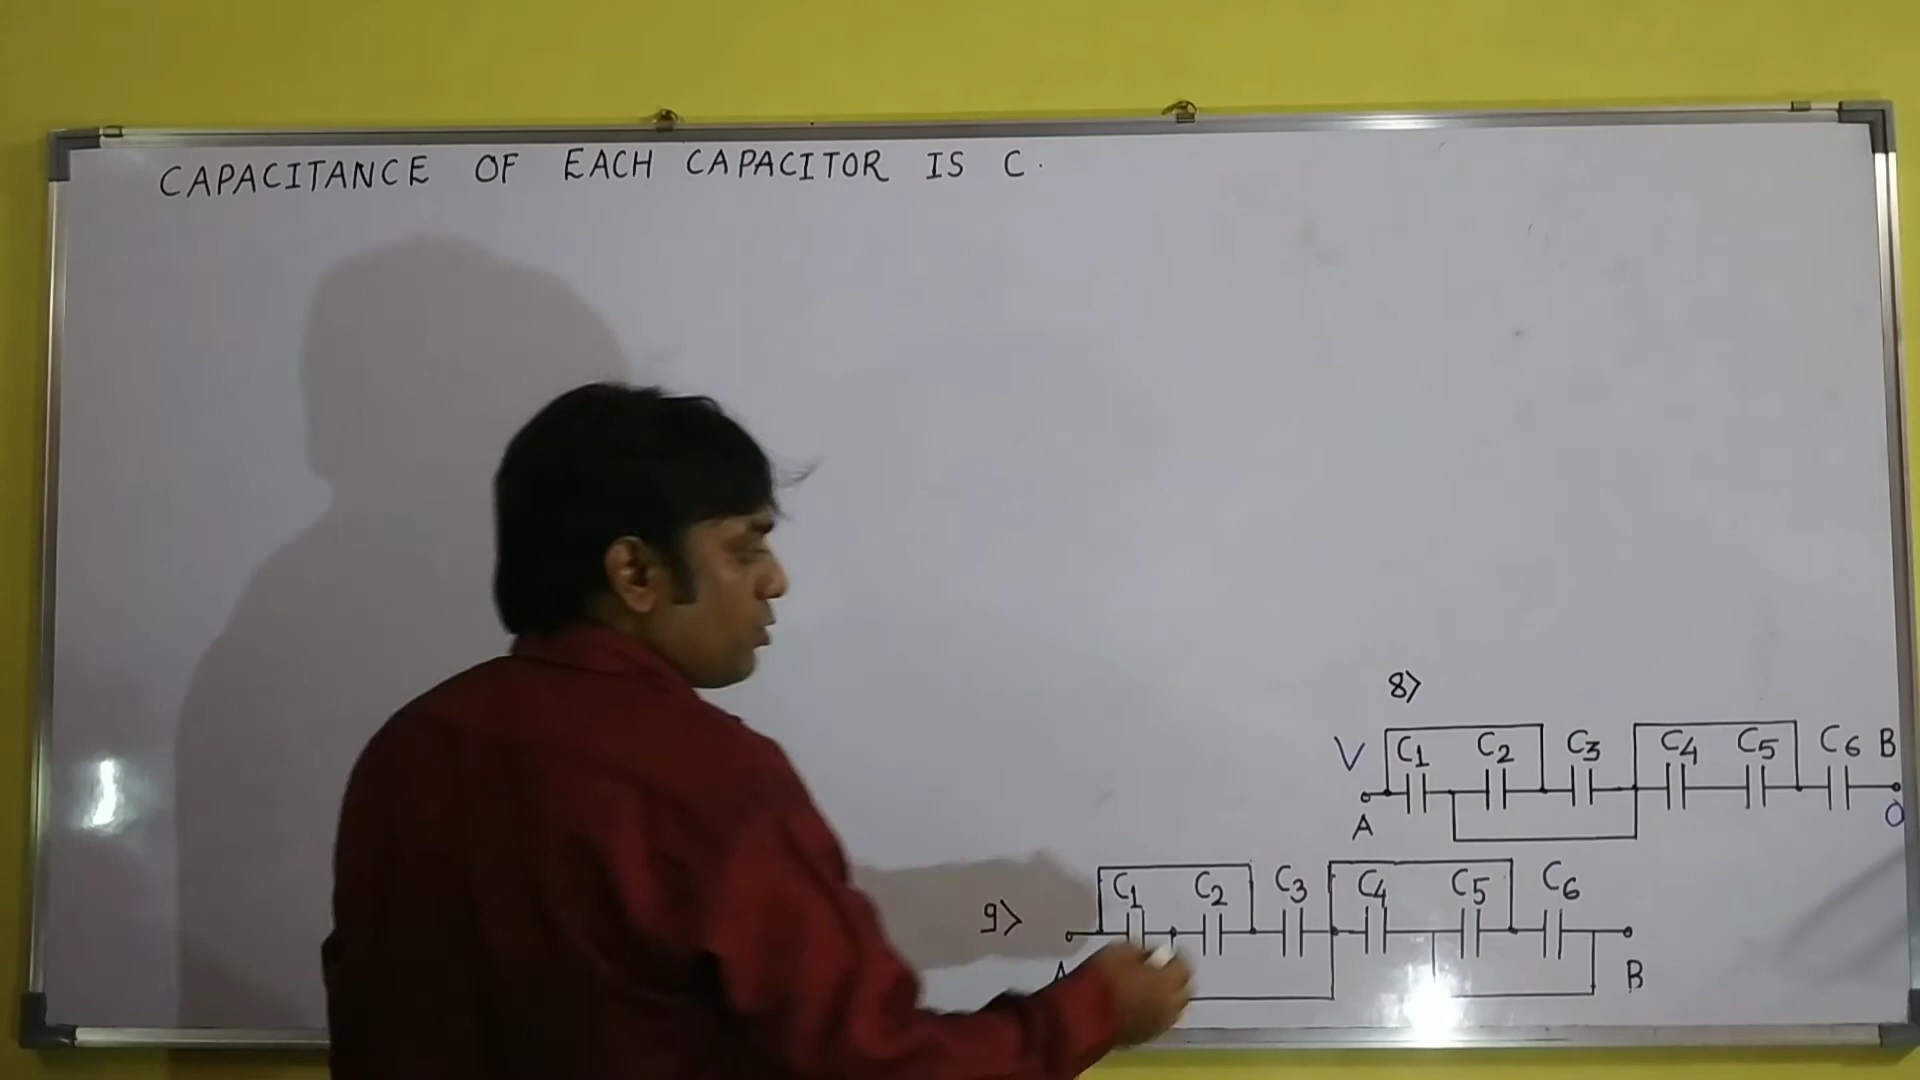 CAPACITANCE OF EACH CAPACITOR IS C.
8>
V C1 C2 C3 C4 C5 C6 B
A O
9> C1 C2 C3 C4 C5 C6
A B